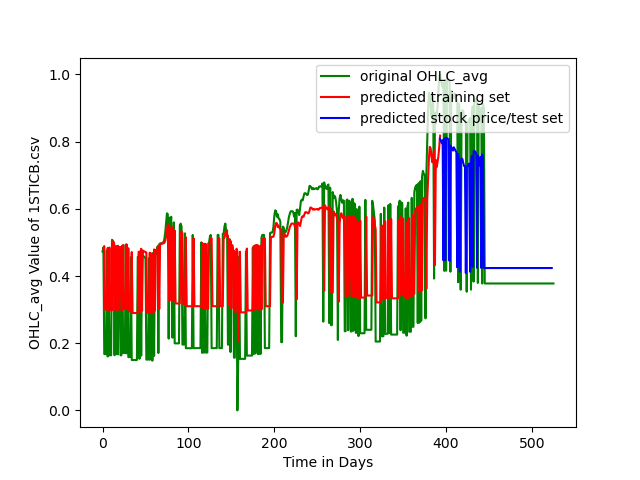 original OHLC_avg
predicted training set
predicted stock price/test set
OHLC_avg Value of 1STICB.csv
1.0
0.8
0.6
0.4
0.2
0.0
0 100 200 300 400 500
Time in Days